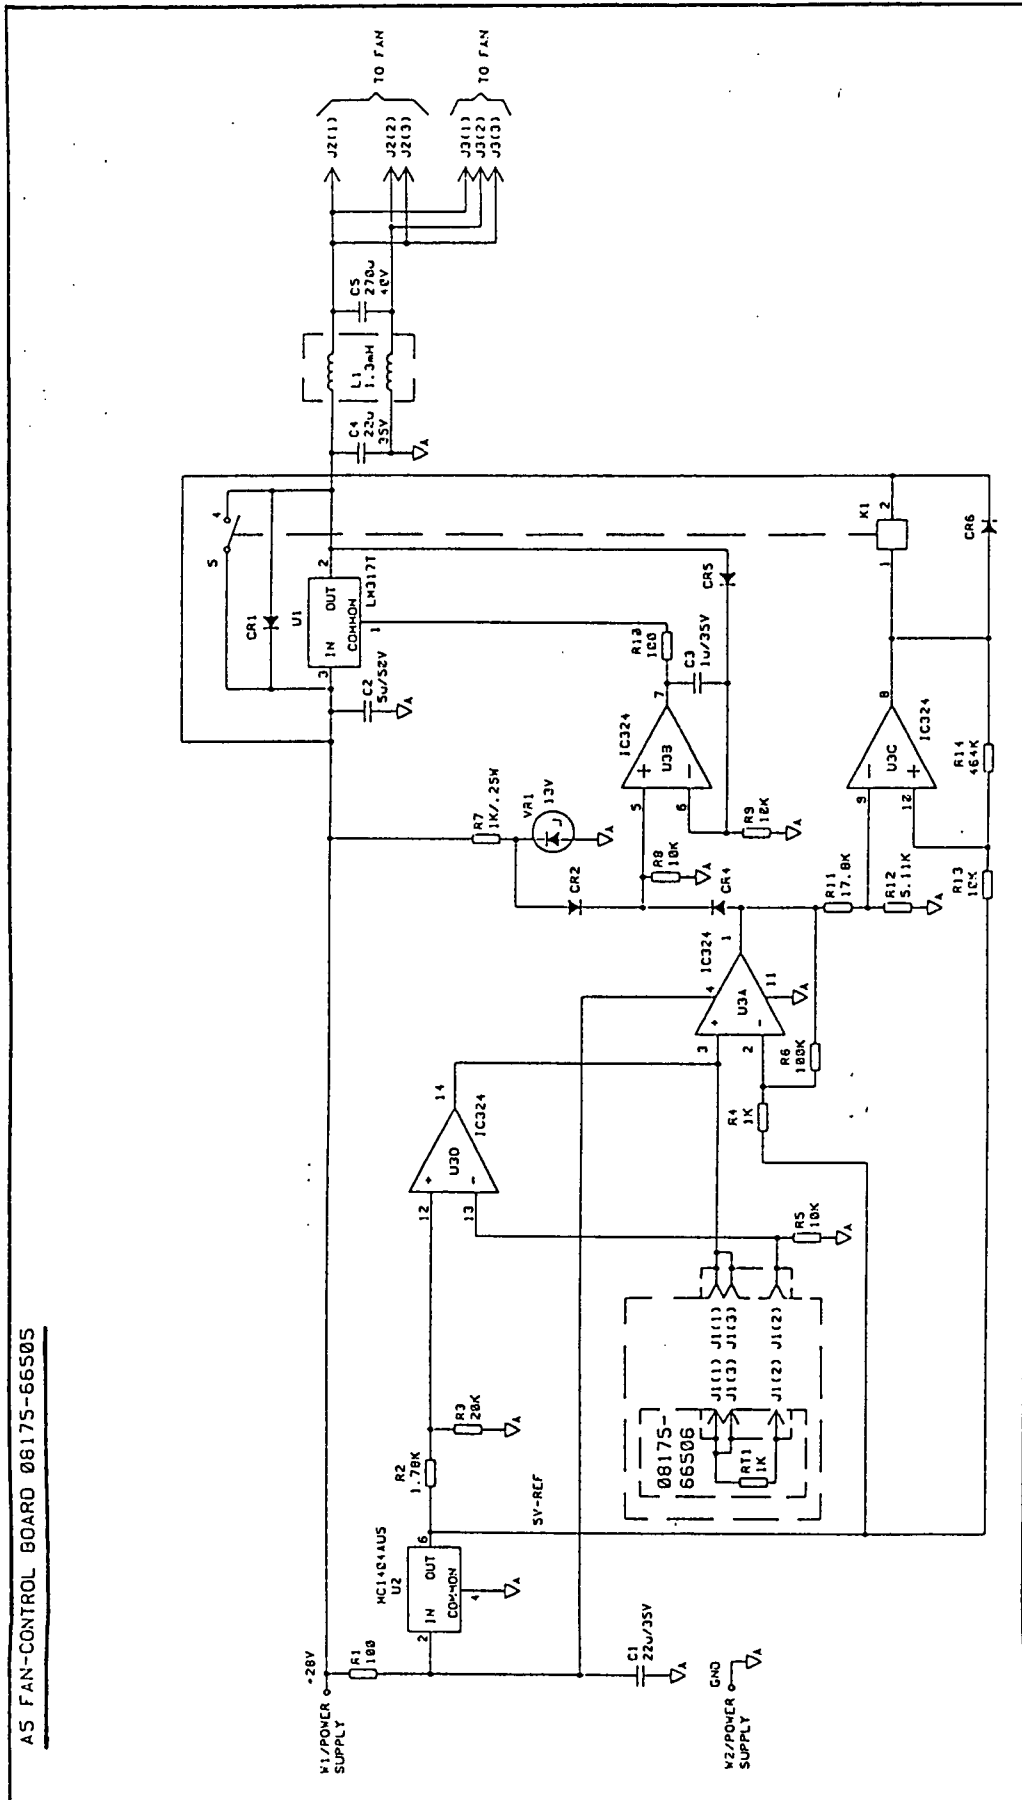 A5 FAN-CONTROL BOARD 08175-66505
W1/POWER
SUPPLY
+28V
R1
100
W2/POWER
SUPPLY
GND
A
C1
22u/35V
A
MC1404AU5
U2
2
IN
OUT
6
COMMON
4
A
5V-REF
R2
1.78K
R3
20K
A
08175-
66506
RT1
1K
J1(1)
J1(3)
J1(2)
J1(1)
J1(3)
J1(2)
R5
10K
A
12
13
+
-
U3D
14
IC324
R4
1K
R6
100K
3
2
+
-
U3A
4
11
A
1
IC324
R7
1K/.25W
VR1
13V
A
CR2
CR4
R8
10K
A
R11
17.8K
R12
5.11K
A
R13
10K
R14
464K
5
6
+
-
U3B
7
IC324
R9
10K
A
C3
1u/35V
R10
100
CR5
9
10
-
+
U3C
8
IC324
K1
1
2
CR6
C2
5u/50V
A
U1
3
IN
OUT
2
COMMON
1
LM317T
CR1
5
4
C4
22u
35V
A
L1
1.3mH
C5
270u
40V
J2(1)
J2(2)
J2(3)
TO FAN
J3(1)
J3(2)
J3(3)
TO FAN